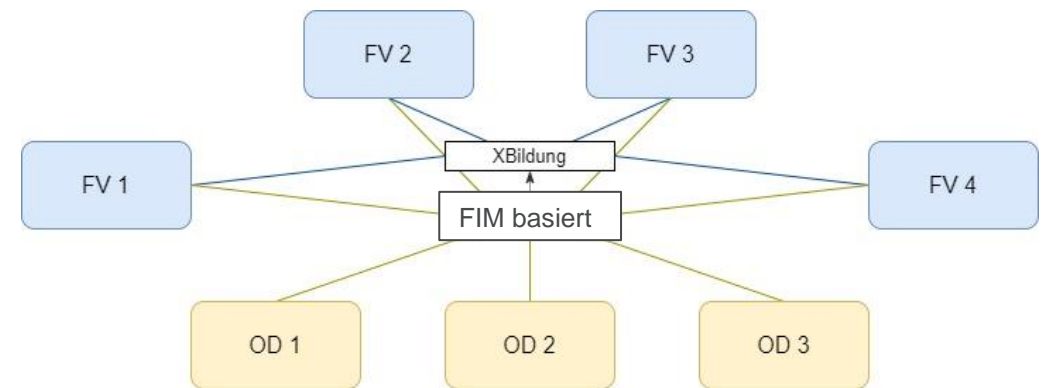 FV 2
FV 3
XBildung
FV 1
FV 4
FIM basiert
OD 1
OD 2
OD 3